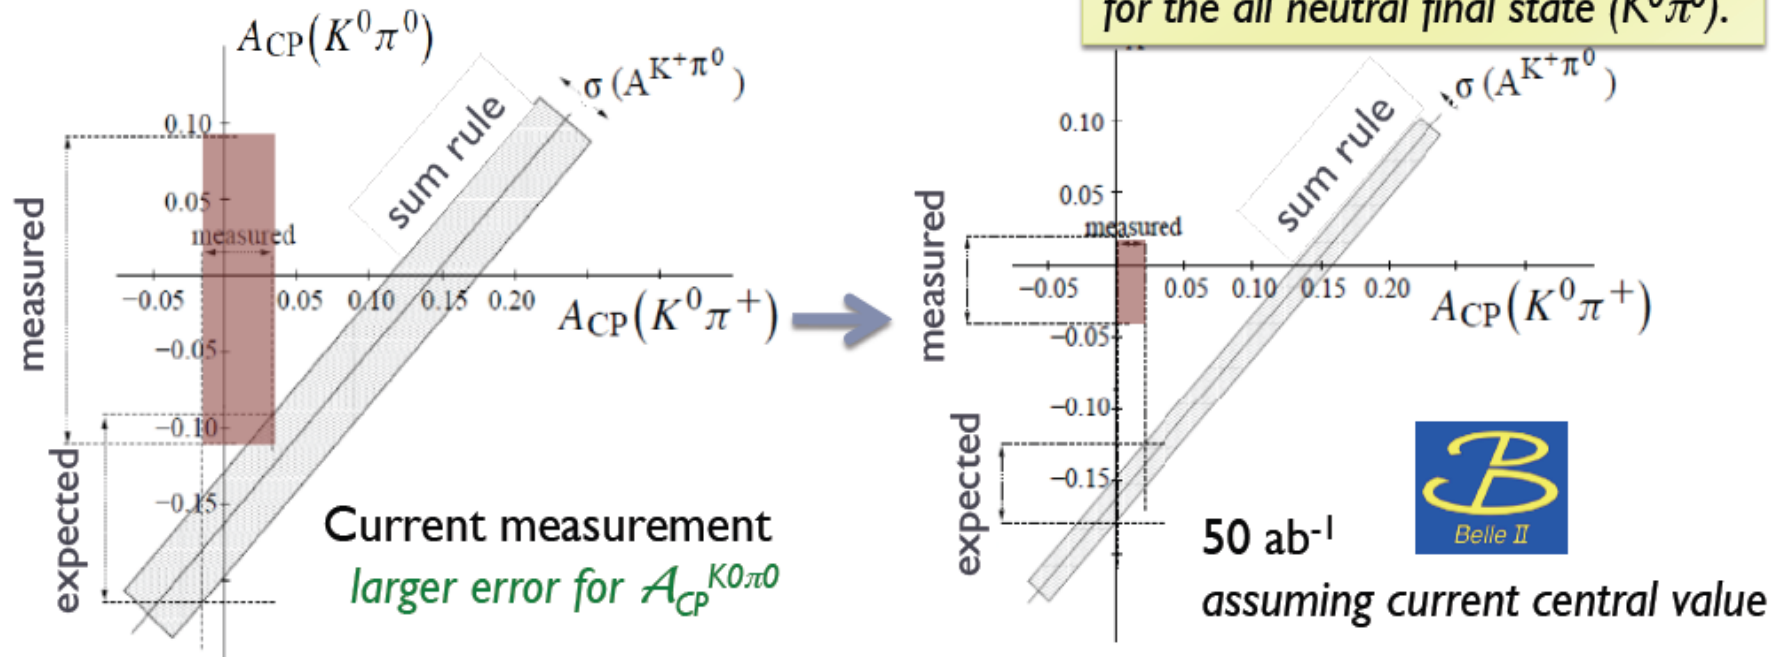 for the all neutral final state (K⁰π⁰).
A_CP(K⁰π⁰)
σ (A^{K⁺π⁰})
sum rule
0.10
0.05
measured
measured
−0.05
0.05
0.10
0.15
0.20
A_CP(K⁰π⁺)
−0.05
−0.10
−0.15
expected
Current measurement
larger error for A_CP^{K0π0}
σ (A^{K⁺π⁰})
sum rule
0.10
0.05
measured
measured
−0.05
0.05
0.10
0.15
0.20
A_CP(K⁰π⁺)
−0.05
−0.10
−0.15
expected
50 ab⁻¹
B
Belle II
assuming current central value